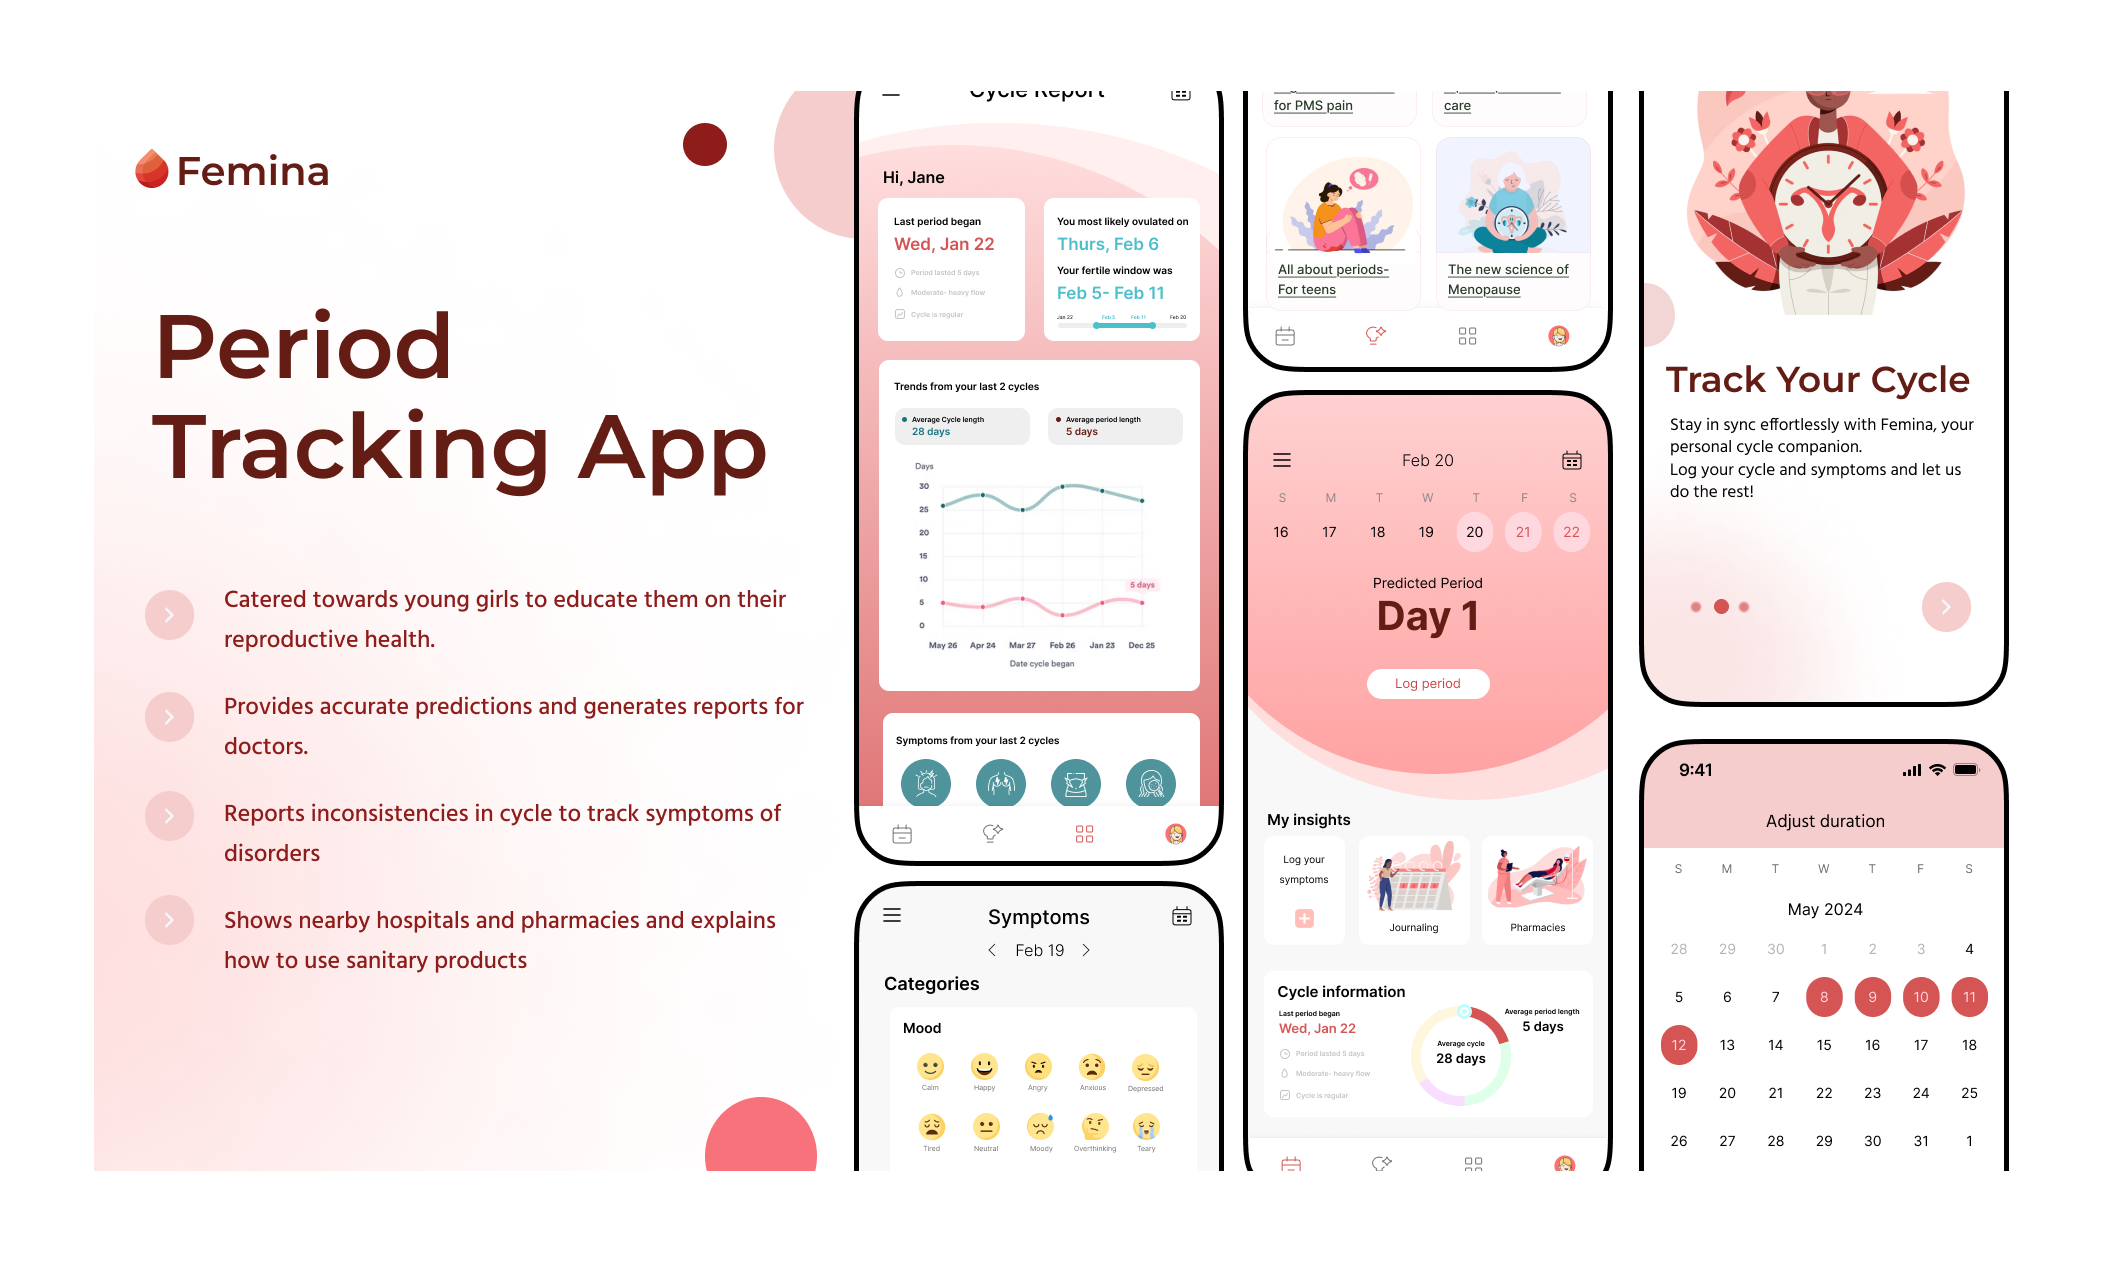 Femina
Period
Tracking App
Catered towards young girls to educate them on their
reproductive health.
Provides accurate predictions and generates reports for
doctors.
Reports inconsistencies in cycle to track symptoms of
disorders
Shows nearby hospitals and pharmacies and explains
how to use sanitary products
Cycle Report
Hi, Jane
Last period began
Wed, Jan 22
Period lasted 5 days
Moderate- heavy flow
Cycle is regular
You most likely ovulated on
Thurs, Feb 6
Your fertile window was
Feb 5- Feb 11
Jan 22 Feb 5 Feb 11 Feb 20
Trends from your last 2 cycles
Average Cycle length
28 days
Average period length
5 days
Days
30
25
20
15
10
5
0
5 days
May 26 Apr 24 Mar 27 Feb 26 Jan 23 Dec 25
Date cycle began
Symptoms from your last 2 cycles
Symptoms
Feb 19
Categories
Mood
Calm Happy Angry Anxious Depressed
Tired Neutral Moody Overthinking Teary
for PMS pain
care
All about periods-
For teens
The new science of
Menopause
Feb 20
S M T W T F S
16 17 18 19 20 21 22
Predicted Period
Day 1
Log period
My insights
Log your
symptoms
Journaling
Pharmacies
Cycle information
Last period began
Wed, Jan 22
Period lasted 5 days
Moderate- heavy flow
Cycle is regular
Average cycle
28 days
Average period length
5 days
Track Your Cycle
Stay in sync effortlessly with Femina, your
personal cycle companion.
Log your cycle and symptoms and let us
do the rest!
9:41
Adjust duration
S M T W T F S
May 2024
28 29 30 1 2 3 4
5 6 7 8 9 10 11
12 13 14 15 16 17 18
19 20 21 22 23 24 25
26 27 28 29 30 31 1